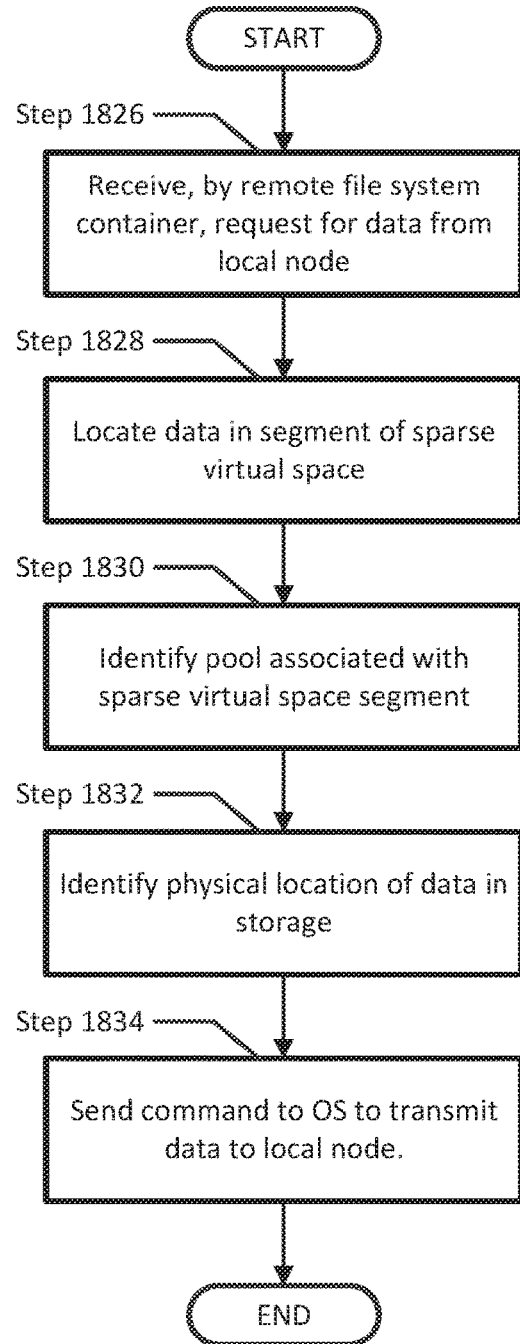 START
Step 1826
Receive, by remote file system
container, request for data from
local node
Step 1828
Locate data in segment of sparse
virtual space
Step 1830
Identify pool associated with
sparse virtual space segment
Step 1832
Identify physical location of data in
storage
Step 1834
Send command to OS to transmit
data to local node.
END